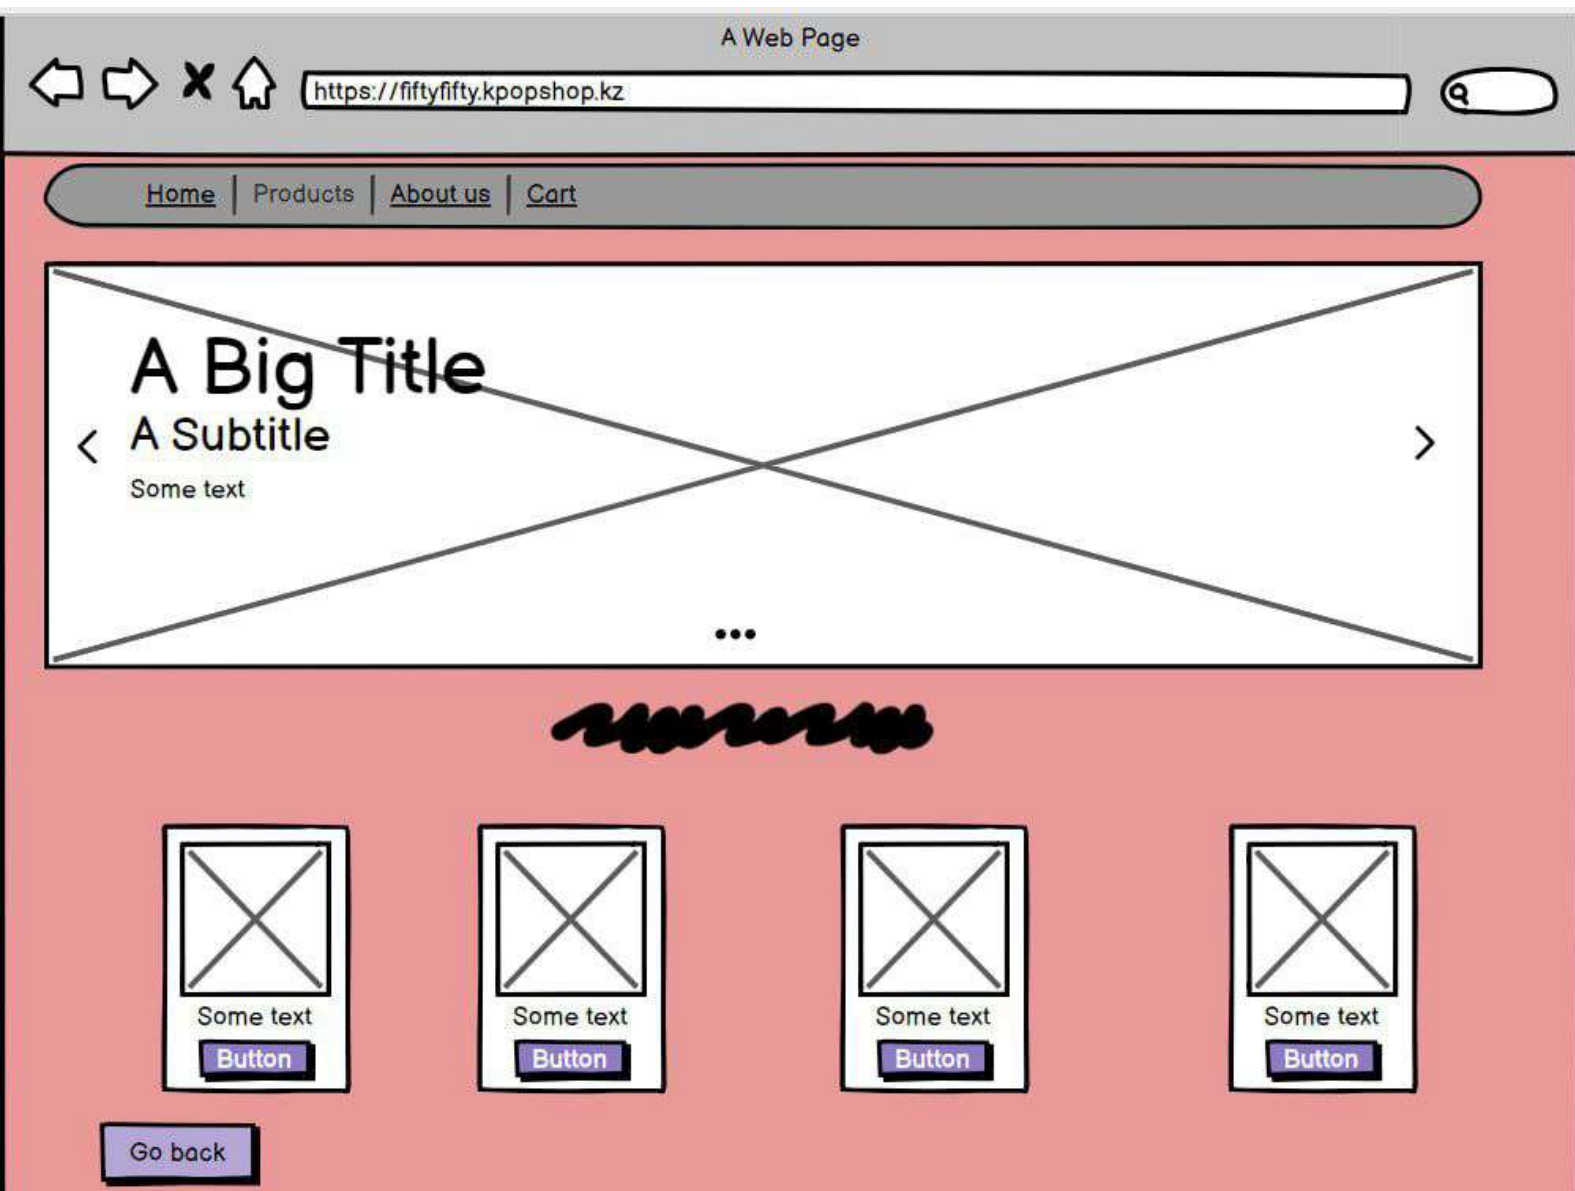 A Web Page
https://fiftyfifty.kpopshop.kz
Home Products About us Cart
A Big Title
A Subtitle
Some text
Some text Some text Some text Some text
Button Button Button Button
Go back